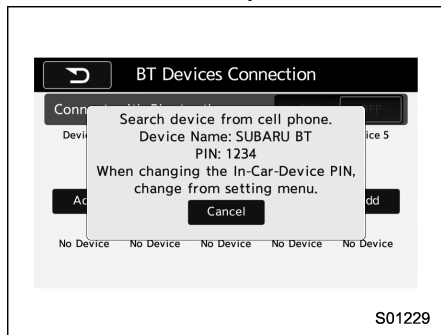 BT Devices Connection
Search device from cell phone.
Device Name: SUBARU BT
PIN: 1234
When changing the In-Car-Device PIN,
change from setting menu.
Cancel
No Device No Device No Device No Device No Device
S01229